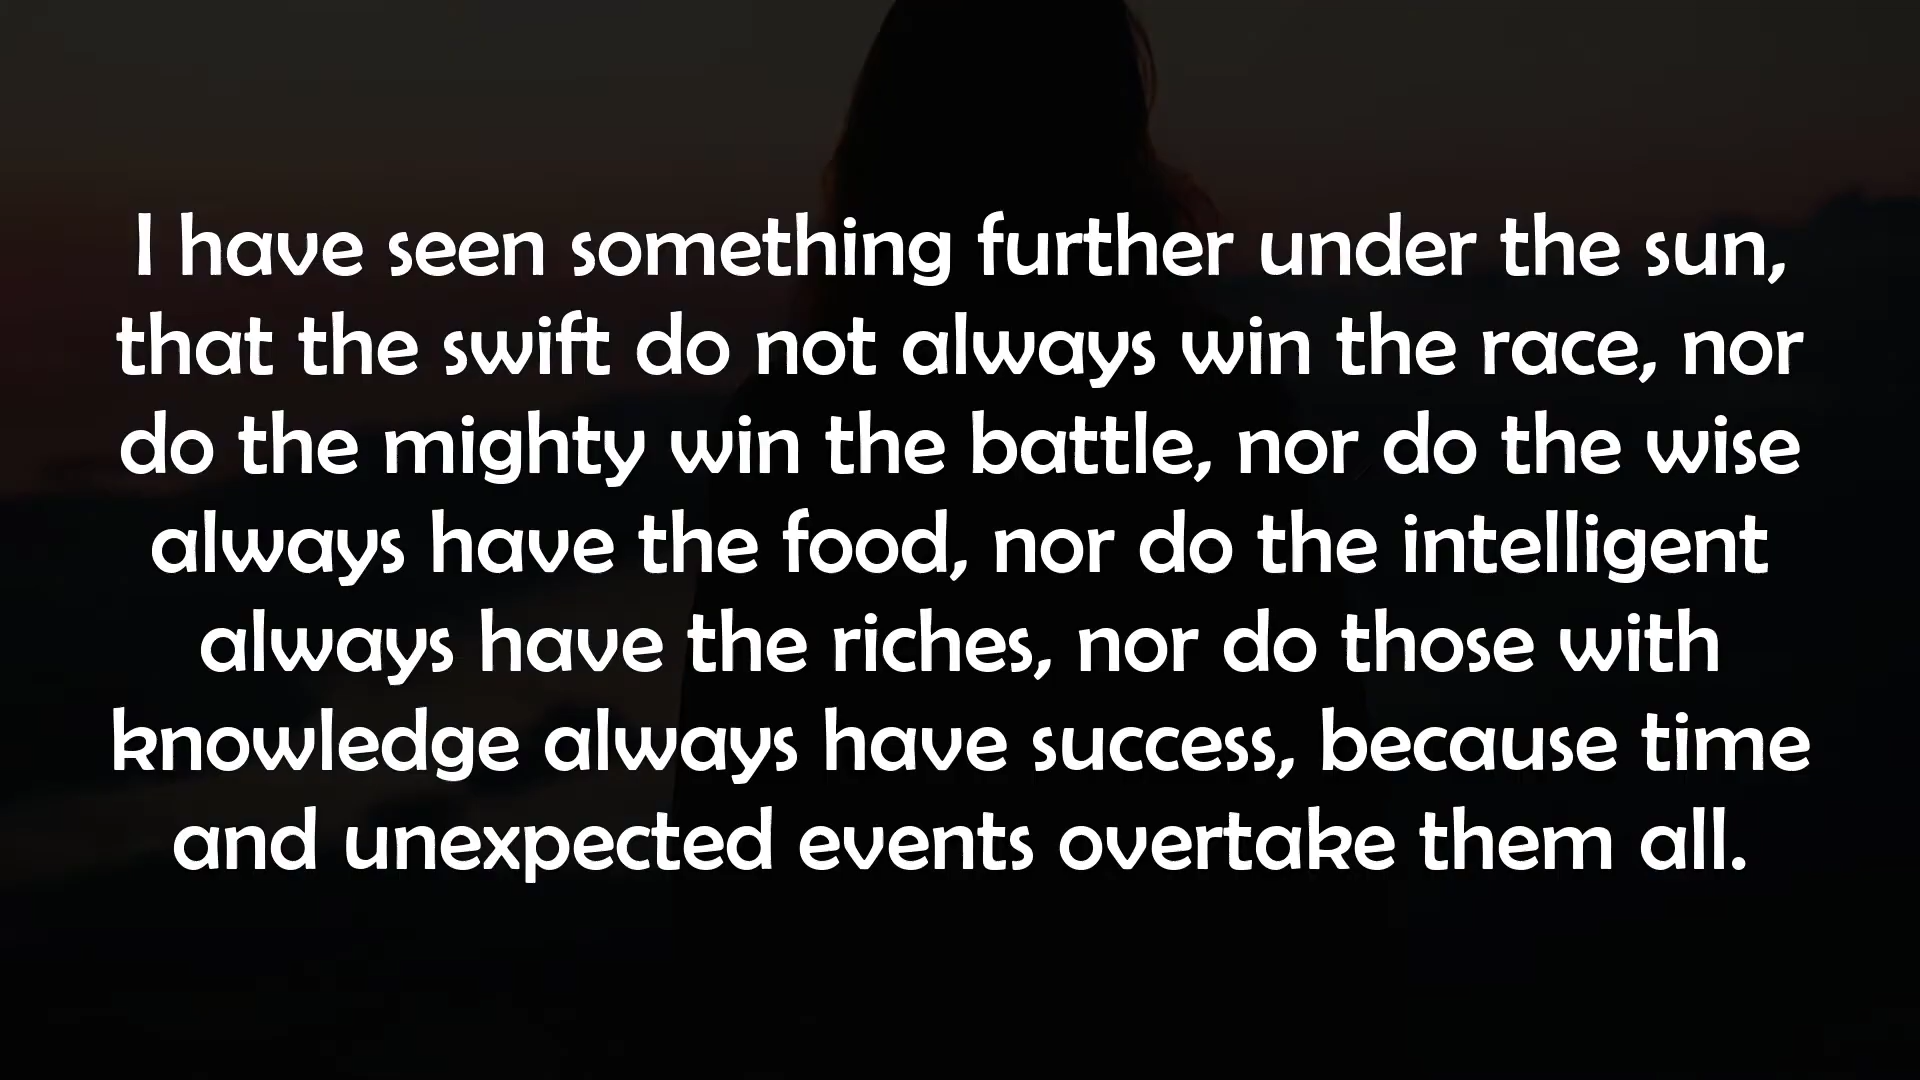 I have seen something further under the sun,
that the swift do not always win the race, nor
do the mighty win the battle, nor do the wise
always have the food, nor do the intelligent
always have the riches, nor do those with
knowledge always have success, because time
and unexpected events overtake them all.